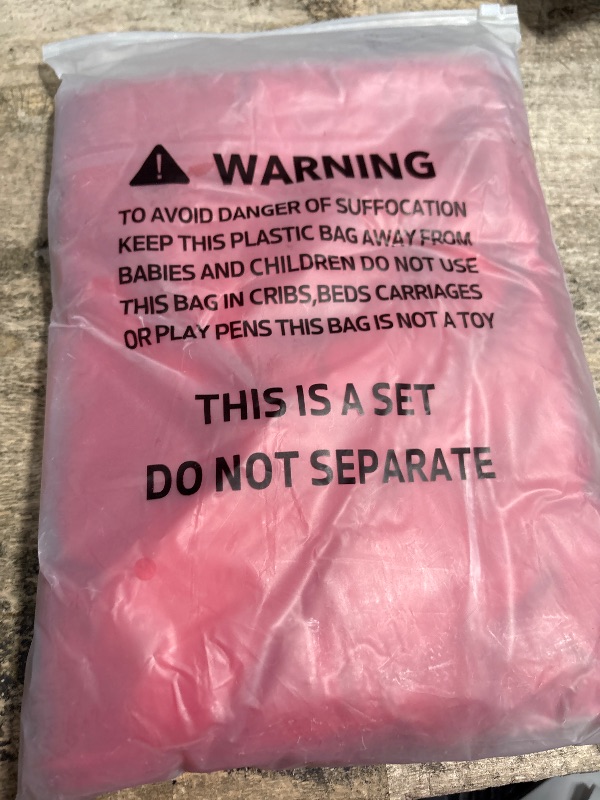 WARNING
TO AVOID DANGER OF SUFFOCATION
KEEP THIS PLASTIC BAG AWAY FROM
BABIES AND CHILDREN DO NOT USE
THIS BAG IN CRIBS,BEDS CARRIAGES
OR PLAY PENS THIS BAG IS NOT A TOY
THIS IS A SET
DO NOT SEPARATE